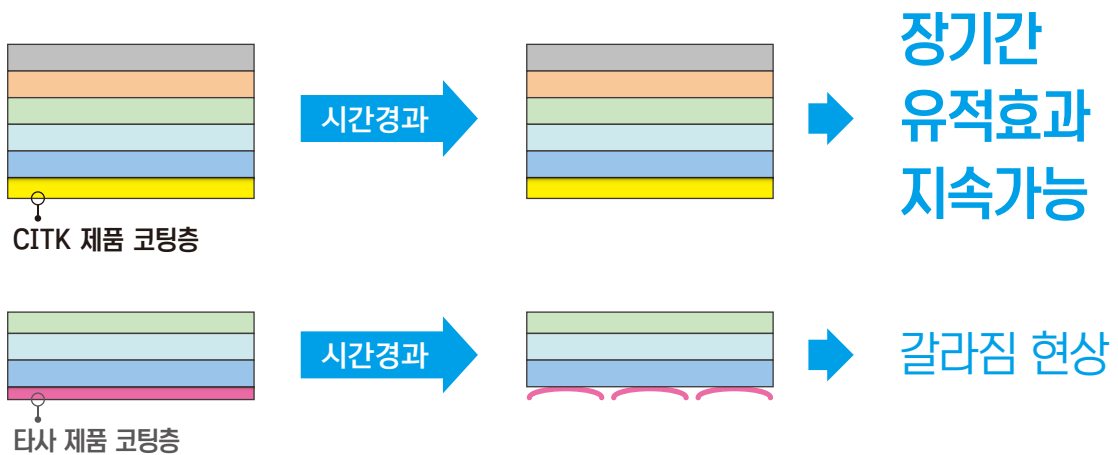 시간경과
장기간
유적효과
지속가능
CITK 제품 코팅층
시간경과
갈라짐 현상
타사 제품 코팅층